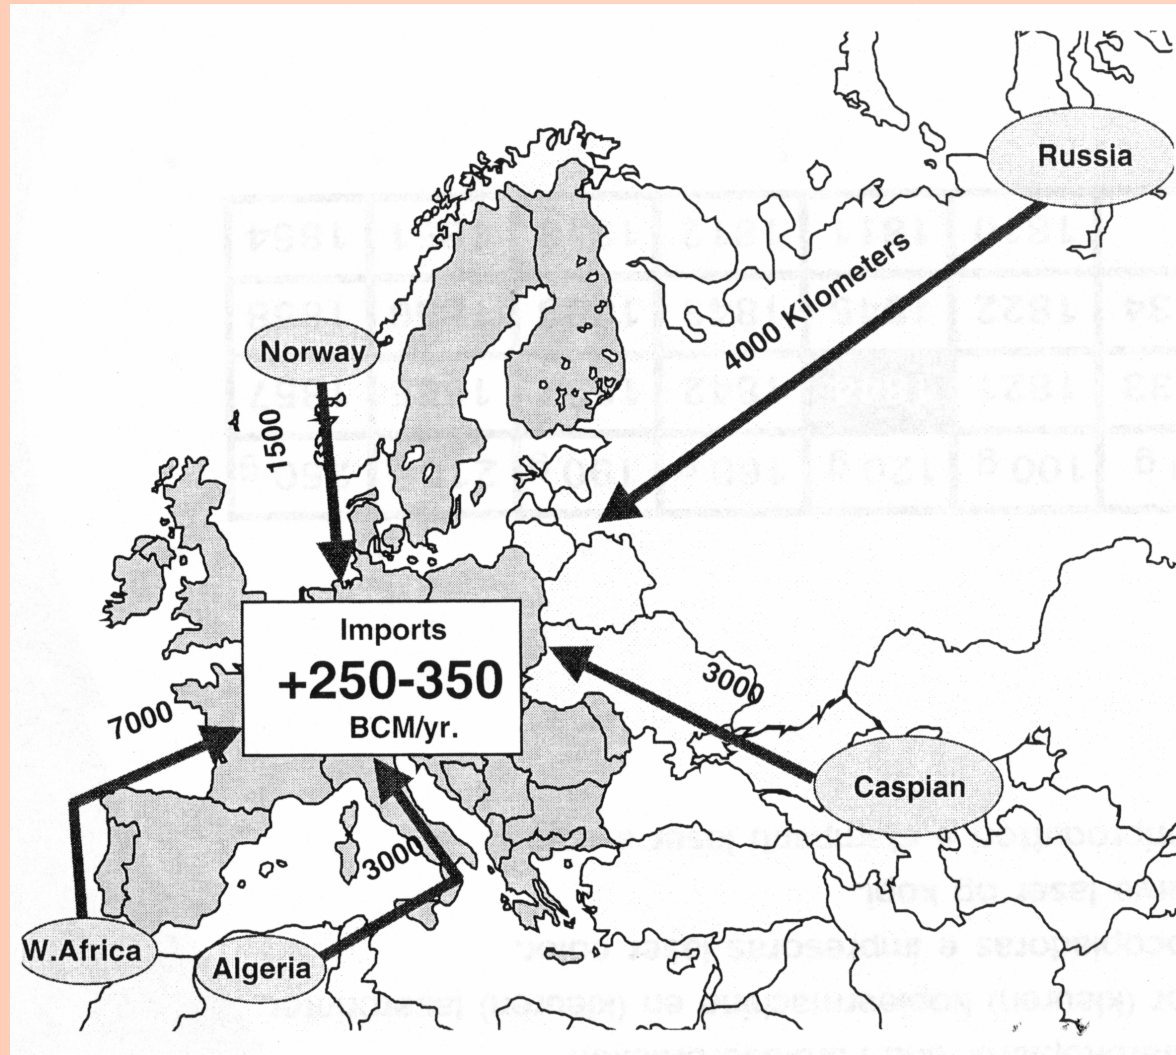 Russia
4000 Kilometers
Norway
1500
Imports
+250-350
BCM/yr.
7000
3000
Caspian
3000
W.Africa
Algeria